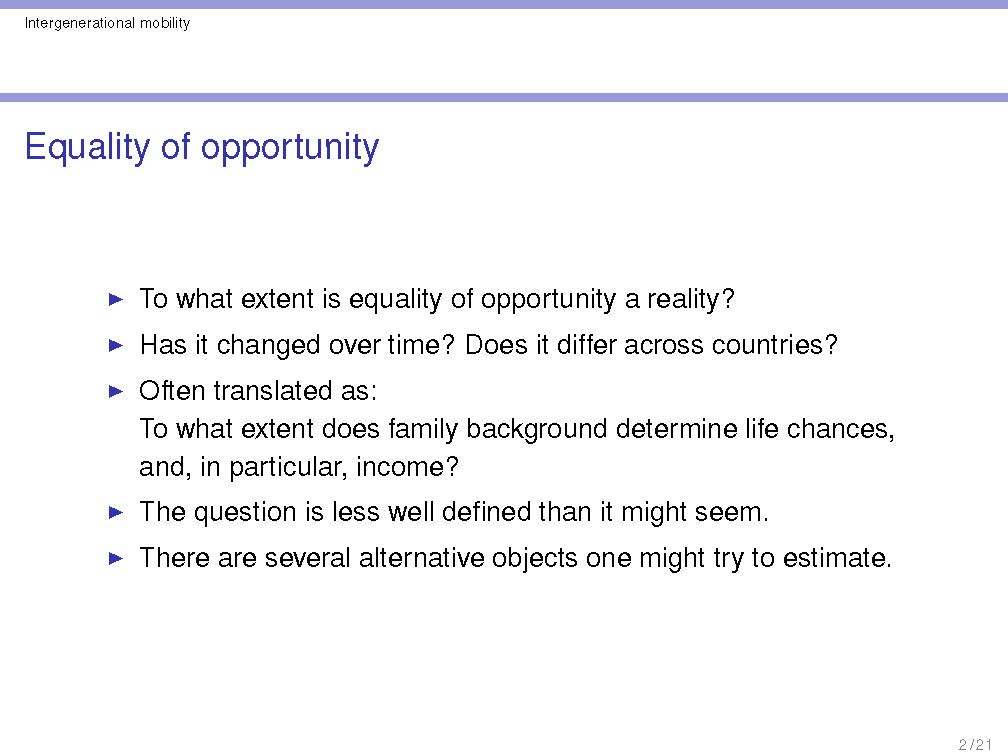 Intergenerational mobility
Equality of opportunity
To what extent is equality of opportunity a reality?
Has it changed over time? Does it differ across countries?
Often translated as:
To what extent does family background determine life chances,
and, in particular, income?
The question is less well defined than it might seem.
There are several alternative objects one might try to estimate.
2/21